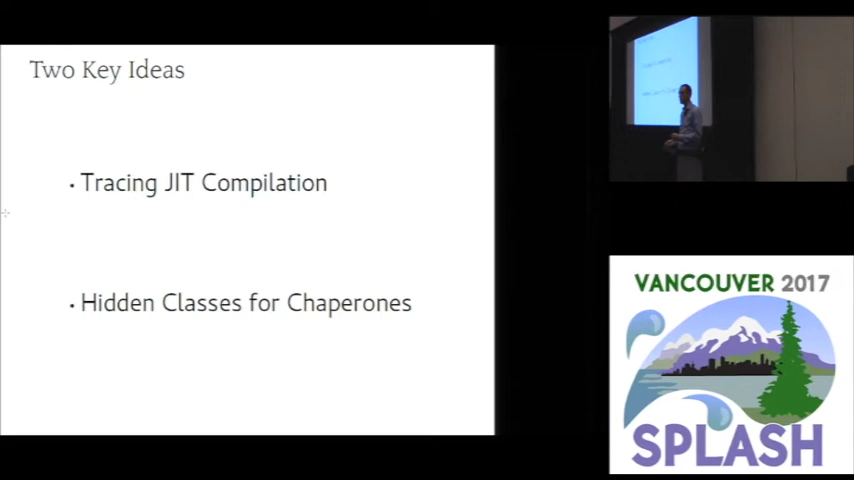 Two Key Ideas
• Tracing JIT Compilation
• Hidden Classes for Chaperones
VANCOUVER 2017
SPLASH